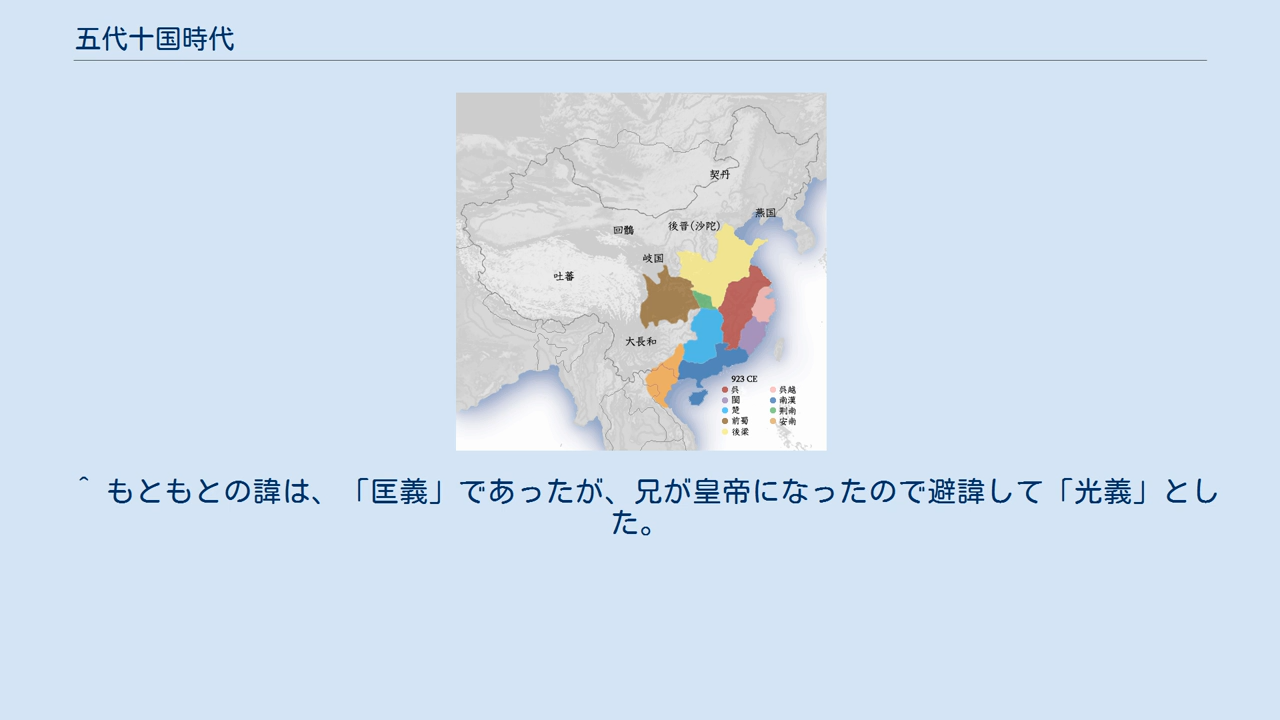 五代十国時代
契丹
燕国
回鶻
後晋(沙陀)
岐国
吐蕃
大長和
923 CE
呉
呉越
閩
南漢
楚
荆南
前蜀
安南
後梁
^ もともとの諱は、「匡義」であったが、兄が皇帝になったので避諱して「光義」とし
た。